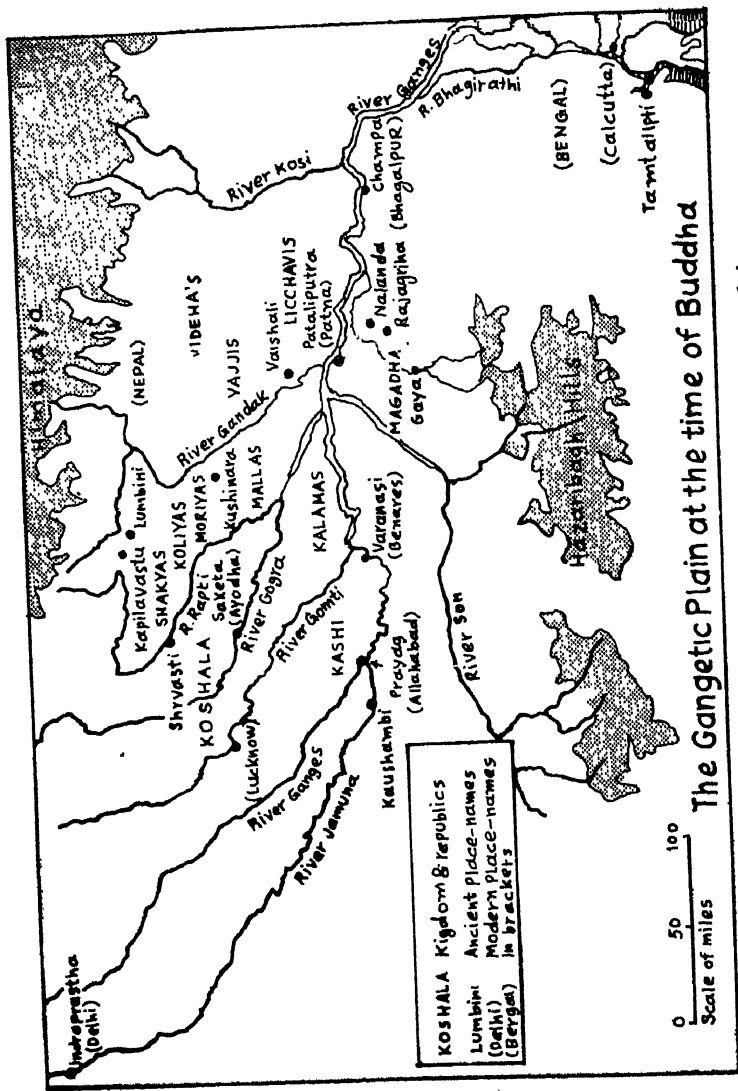 Himalaya
(NEPAL)
River Kosi
River Ganges
R. Bhagirathi
(BENGAL)
(Calcutta)
Tamtalipti
Champa
(Bhagalpur)
VIDEHA'S
VAJJIS
Vaishali
LICCHAVIS
Pataliputra
(Patna)
Nalanda
Rajagriha
MAGADHA
Gaya
River Gandak
Kapilavastu
Lumbini
SHAKYAS
KOLIYAS
MORIYAS
Kushinara
MALLAS
Shrvasti
R. Rapti
Saketa
(Ayodha)
River Gogra
KOSHALA
KALAMAS
River Gomti
KASHI
Varanasi
(Benares)
(Lucknow)
Prayag
(Allahabad)
Kaushambi
River Ganges
River Jamuna
River Son
Hazaribagh Hills
Indraprastha
(Delhi)
KOSHALA Kigdom & republics
Lumbini Ancient Place-names
(Delhi) Modern Place-names
(Bergal) in brackets
0 50 100
Scale of miles
The Gangetic Plain at the time of Buddha